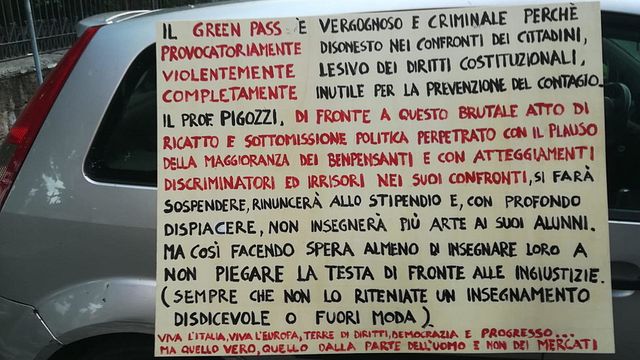 IL GREEN PASS È VERGOGNOSO E CRIMINALE PERCHÈ
PROVOCATORIAMENTE DISONESTO NEI CONFRONTI DEI CITTADINI,
VIOLENTEMENTE LESIVO DEI DIRITTI COSTITUZIONALI,
COMPLETAMENTE INUTILE PER LA PREVENZIONE DEL CONTAGIO.
IL PROF. PIGOZZI, DI FRONTE A QUESTO BRUTALE ATTO DI
RICATTO E SOTTOMISSIONE POLITICA PERPETRATO CON IL PLAUSO
DELLA MAGGIORANZA DEI BENPENSANTI E CON ATTEGGIAMENTI
DISCRIMINATORI ED IRRISORI NEI SUOI CONFRONTI, SI FARÀ
SOSPENDERE, RINUNCERÀ ALLO STIPENDIO E, CON PROFONDO
DISPIACERE, NON INSEGNERÀ PIÙ ARTE AI SUOI ALUNNI.
MA COSÌ FACENDO SPERA ALMENO DI INSEGNARE LORO A
NON PIEGARE LA TESTA DI FRONTE ALLE INGIUSTIZIE.
(SEMPRE CHE NON LO RITENIATE UN INSEGNAMENTO
DISDICEVOLE O FUORI MODA).
VIVA L'ITALIA, VIVA L'EUROPA, TERRE DI DIRITTI, DEMOCRAZIA E PROGRESSO...
MA QUELLO VERO, QUELLO DALLA PARTE DELL'UOMO E NON DEI MERCATI